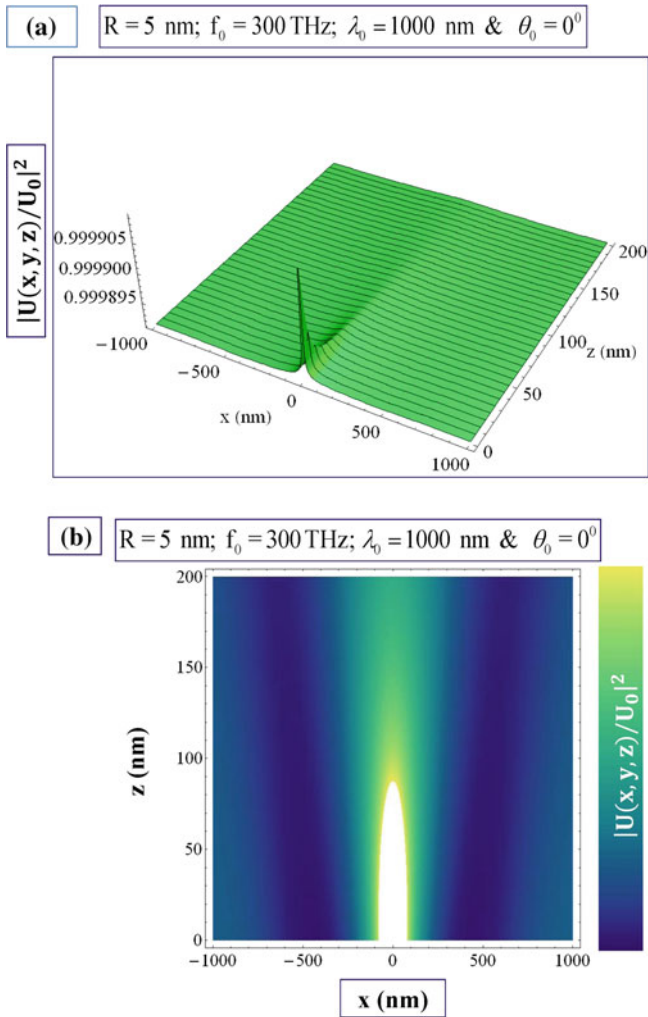 (a) R = 5 nm; f₀ = 300 THz; λ₀ = 1000 nm & θ₀ = 0⁰
|U(x,y,z)/U₀|²
0.999905
0.999900
0.999895
−1000
−500
0
500
1000
x (nm)
200
150
100
z (nm)
50
0
(b) R = 5 nm; f₀ = 300 THz; λ₀ = 1000 nm & θ₀ = 0⁰
200
150
100
50
0
z (nm)
−1000 −500 0 500 1000
x (nm)
|U(x,y,z)/U₀|²